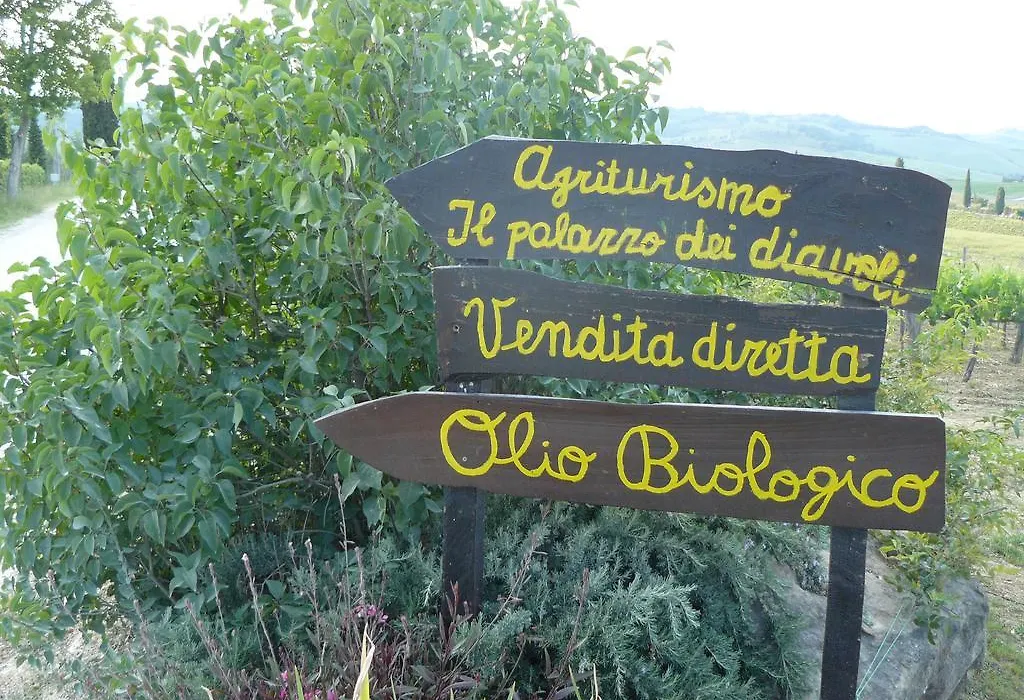 Agriturismo
Il palazzo dei diavoli
Vendita diretta
Olio Biologico